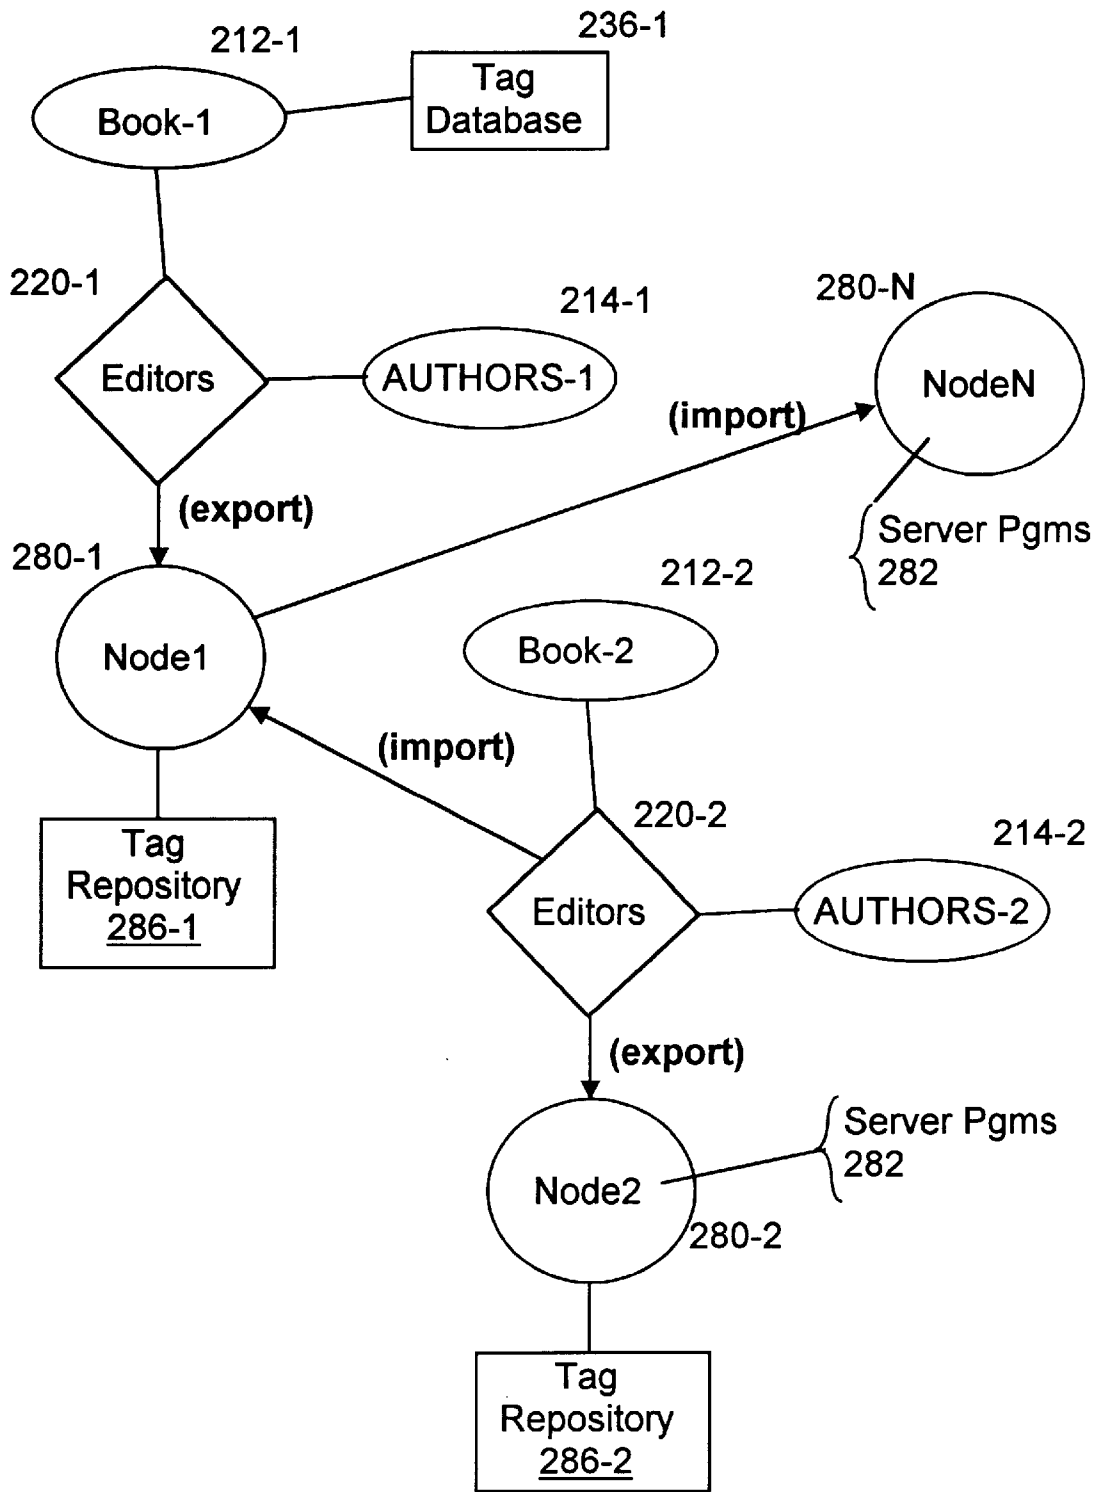 212-1
236-1
Book-1
Tag
Database
220-1
Editors
214-1
AUTHORS-1
280-N
NodeN
(import)
(export)
Server Pgms
282
280-1
Node1
212-2
Book-2
(import)
Tag
Repository
286-1
220-2
Editors
214-2
AUTHORS-2
(export)
Server Pgms
282
Node2
280-2
Tag
Repository
286-2